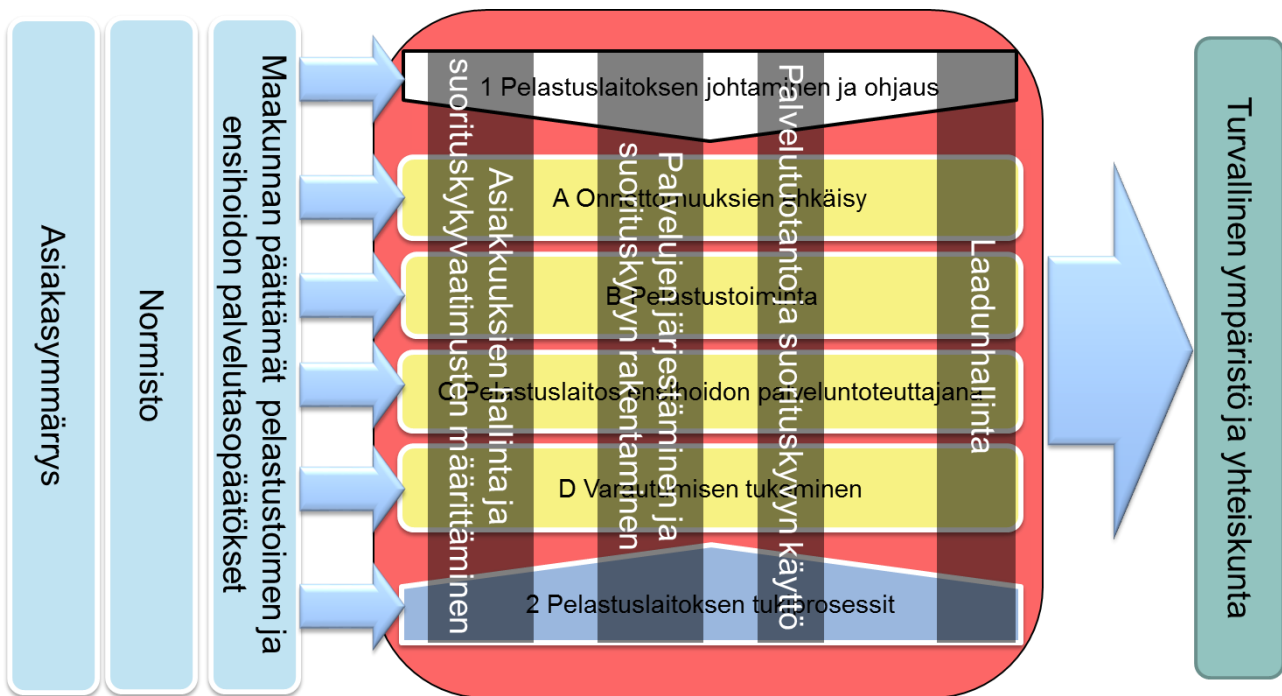 Asiakasymmärrys
Normisto
Maakunnan päättämät pelastustoimen ja
ensihoidon palvelutasopäätökset
1 Pelastuslaitoksen johtaminen ja ohjaus
A Onnettomuuksien ehkäisy
B Pelastustoiminta
C Pelastuslaitos ensihoidon palveluntoteuttajana
D Varautumisen tukeminen
2 Pelastuslaitoksen tukiprosessit
Asiakkuuksien hallinta ja
suorituskykyvaatimusten määrittäminen
Palvelujen järjestäminen ja
suorituskyvyn rakentaminen
Palvelutuotanto ja suorituskyvyn käyttö
Laadunhallinta
Turvallinen ympäristö ja yhteiskunta